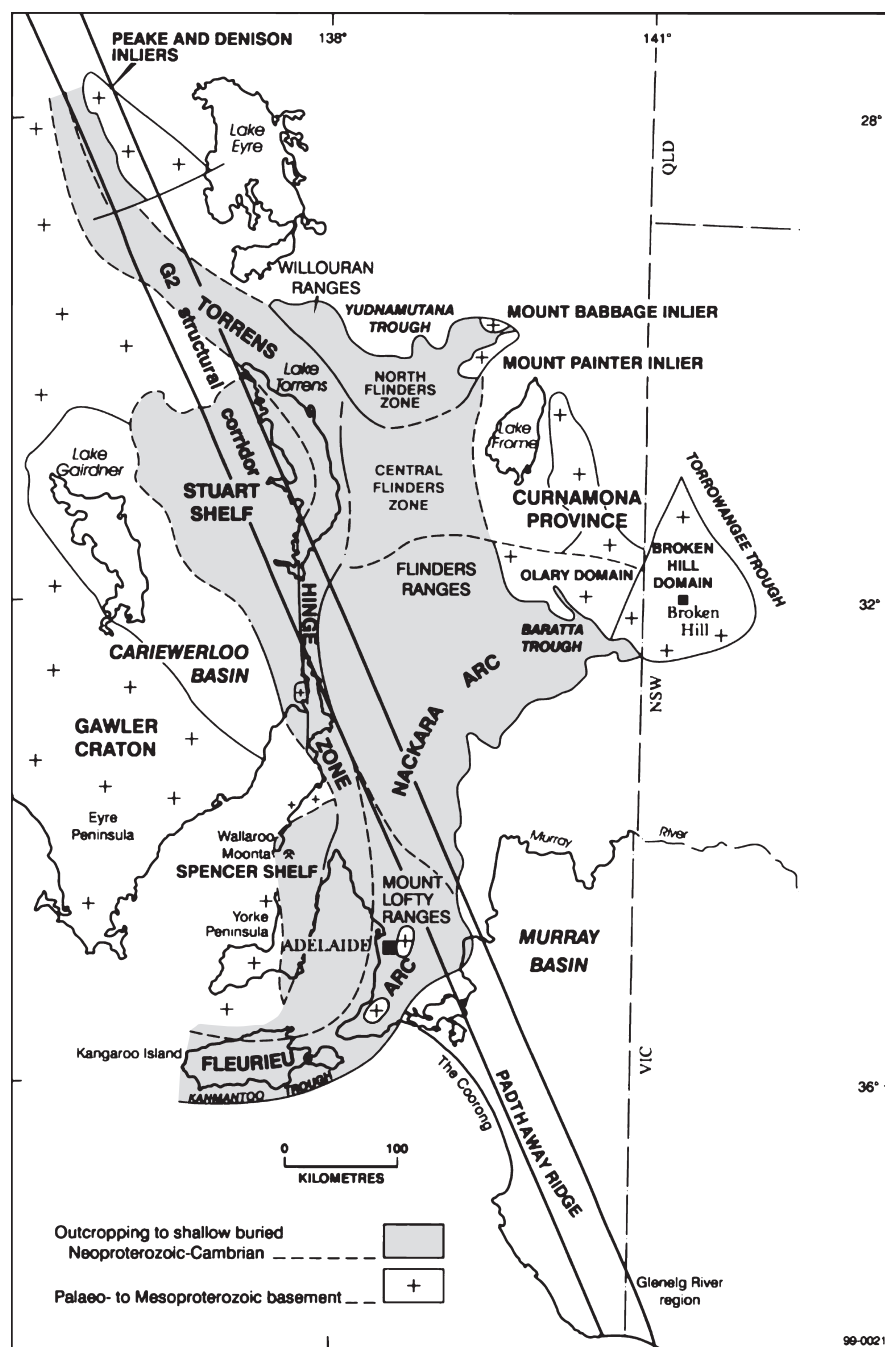 138°
141°
PEAKE AND DENISON
INLIERS
Lake
Eyre
28°
QLD
WILLOURAN
RANGES
G2
structural
corridor
TORRENS
YUDNAMUTANA
TROUGH
MOUNT BABBAGE INLIER
MOUNT PAINTER INLIER
Lake
Torrens
NORTH
FLINDERS
ZONE
Lake
Frome
Lake
Gairdner
STUART
SHELF
CENTRAL
FLINDERS
ZONE
CURNAMONA
PROVINCE
TORROWANGEE TROUGH
FLINDERS
RANGES
OLARY DOMAIN
BROKEN
HILL
DOMAIN
Broken
Hill
32°
HINGE
ZONE
BARATTA
TROUGH
CARIEWERLOO
BASIN
NACKARA ARC
NSW
GAWLER
CRATON
Eyre
Peninsula
Wallaroo
Moonta
SPENCER SHELF
Murray River
MOUNT
LOFTY
RANGES
Yorke
Peninsula
ADELAIDE
ARC
MURRAY
BASIN
Kangaroo Island
FLEURIEU
KANMANTOO TROUGH
The Coorong
PADTHAWAY RIDGE
VIC
36°
0 100
KILOMETRES
Outcropping to shallow buried
Neoproterozoic-Cambrian
Palaeo- to Mesoproterozoic basement
Glenelg River
region
99-0021